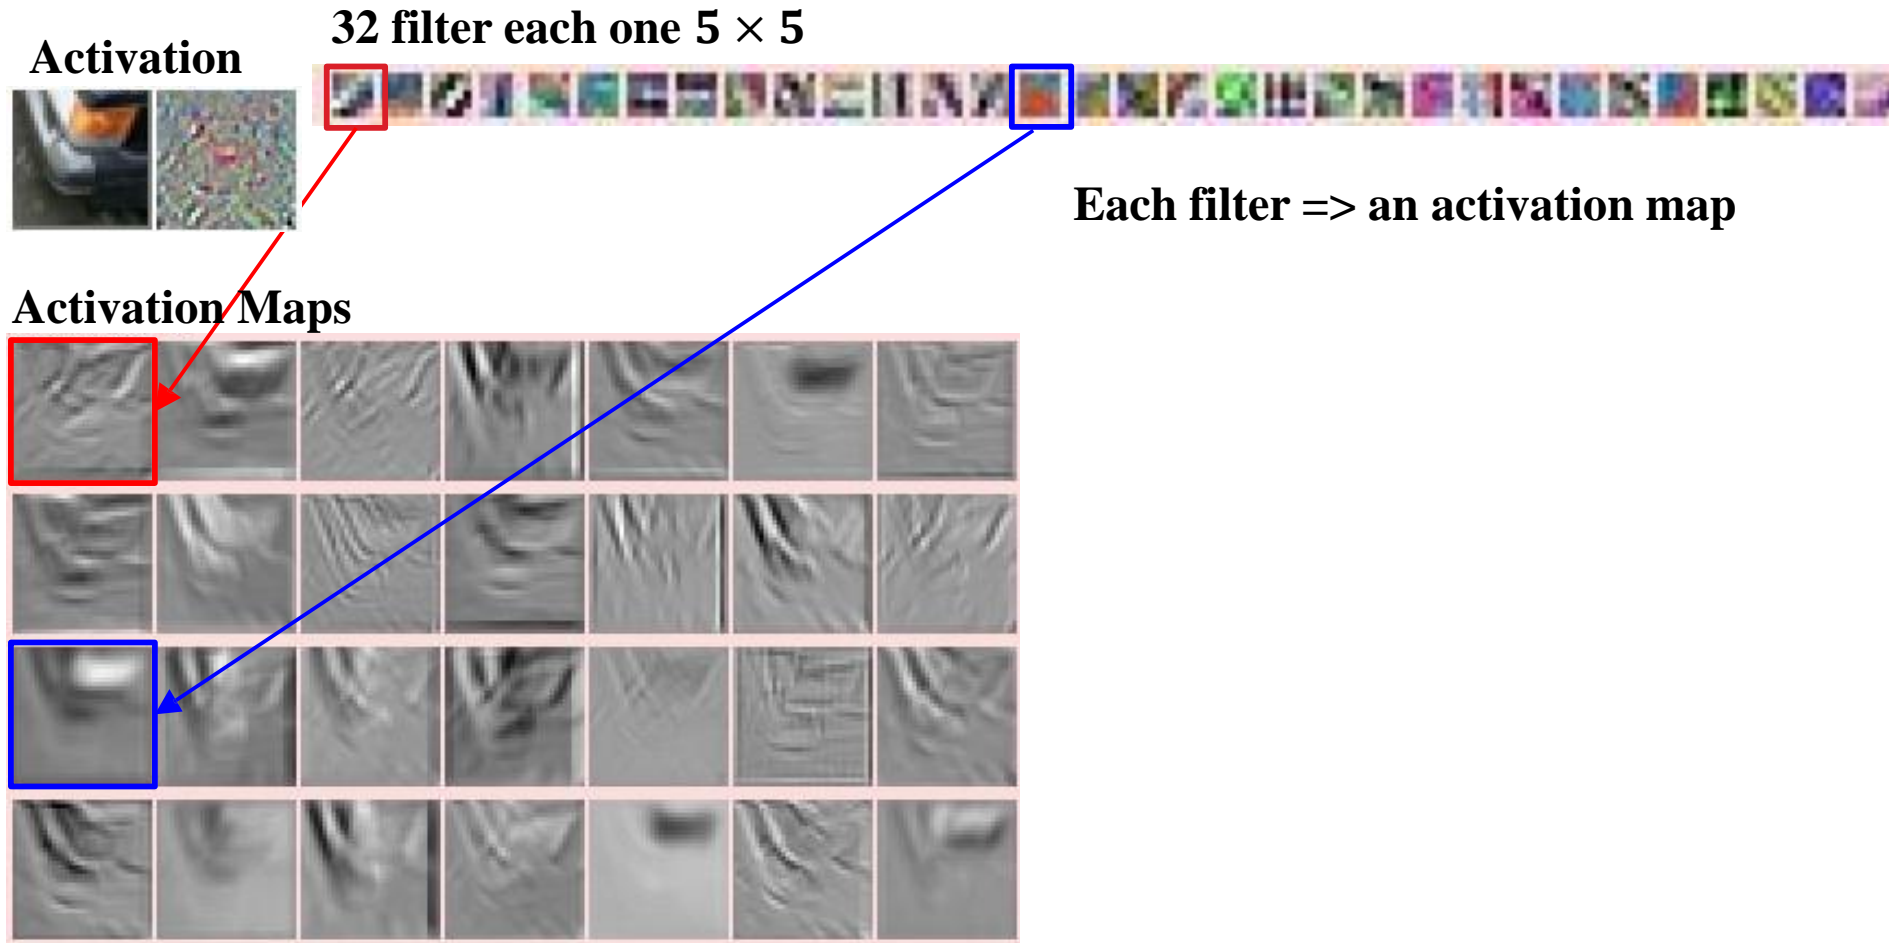 32 filter each one 5 × 5
Activation
Each filter => an activation map
Activation Maps